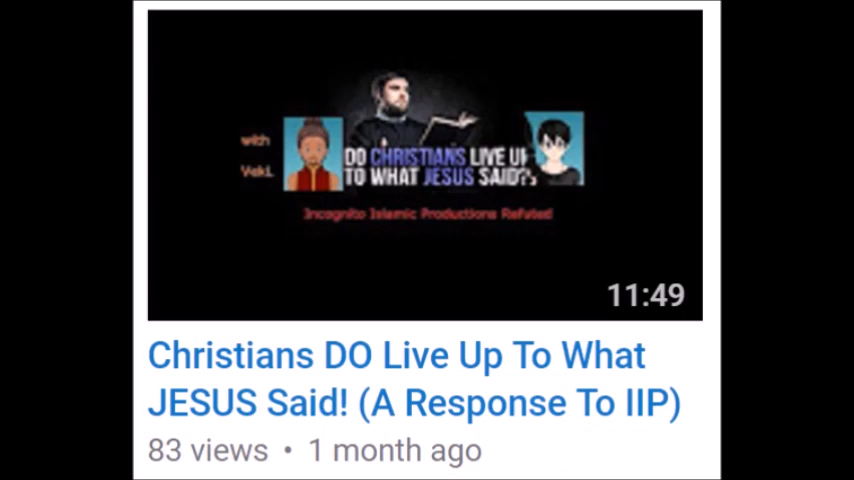 with
DO CHRISTIANS LIVE UP
TO WHAT JESUS SAID?
Incognito Islamic Productions Refuted
11:49
Christians DO Live Up To What
JESUS Said! (A Response To IIP)
83 views • 1 month ago